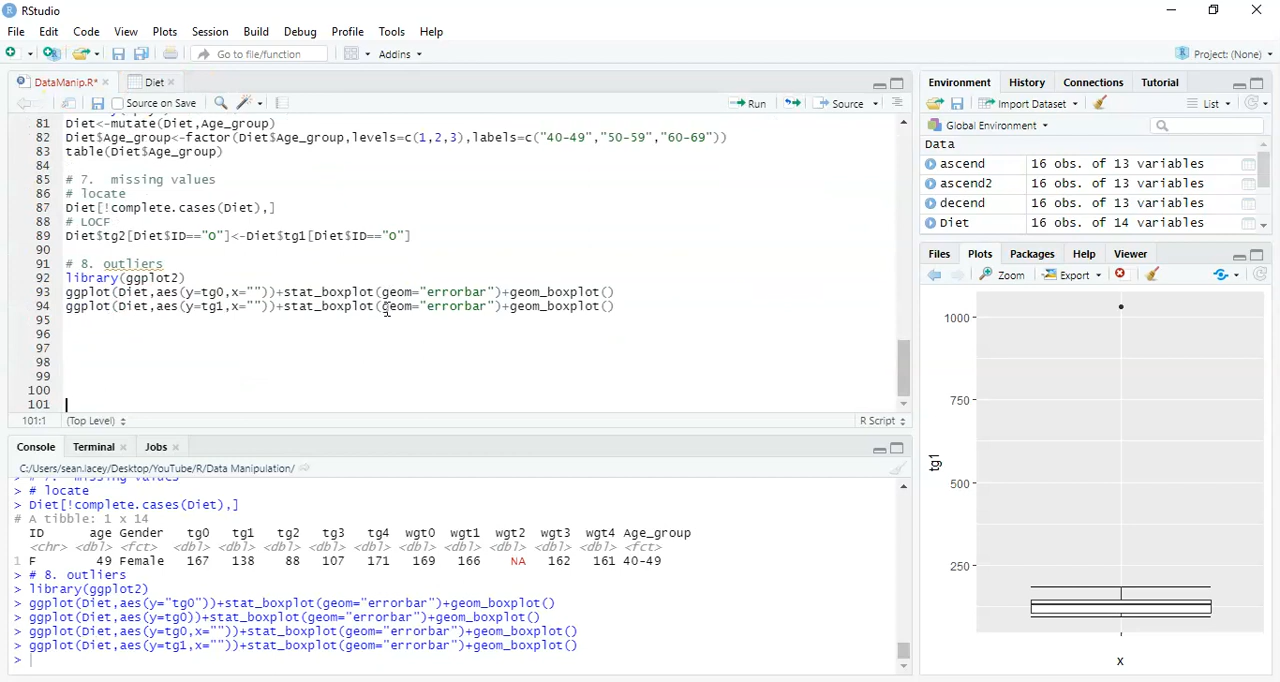 RStudio
File Edit Code View Plots Session Build Debug Profile Tools Help
Go to file/function Addins Project: (None)
DataManip.R* Diet
Source on Save Run Source
81 Diet<-mutate(Diet,Age_group)
82 Diet$Age_group<-factor(Diet$Age_group,levels=c(1,2,3),labels=c("40-49","50-59","60-69"))
83 table(Diet$Age_group)
84
85 # 7. missing values
86 # locate
87 Diet[!complete.cases(Diet),]
88 # LOCF
89 Diet$tg2[Diet$ID=="O"]<-Diet$tg1[Diet$ID=="O"]
90
91 # 8. outliers
92 library(ggplot2)
93 ggplot(Diet,aes(y=tg0,x=""))+stat_boxplot(geom="errorbar")+geom_boxplot()
94 ggplot(Diet,aes(y=tg1,x=""))+stat_boxplot(geom="errorbar")+geom_boxplot()
95
96
97
98
99
100
101
101:1 (Top Level) R Script
Console Terminal Jobs
C:/Users/sean.lacey/Desktop/YouTube/R/Data Manipulation/
> # 7. missing values
> # locate
> Diet[!complete.cases(Diet),]
# A tibble: 1 x 14
ID age Gender tg0 tg1 tg2 tg3 tg4 wgt0 wgt1 wgt2 wgt3 wgt4 Age_group
<chr> <dbl> <fct> <dbl> <dbl> <dbl> <dbl> <dbl> <dbl> <dbl> <dbl> <dbl> <dbl> <fct>
1 F 49 Female 167 138 88 107 171 169 166 NA 162 161 40-49
> # 8. outliers
> library(ggplot2)
> ggplot(Diet,aes(y="tg0"))+stat_boxplot(geom="errorbar")+geom_boxplot()
> ggplot(Diet,aes(y=tg0))+stat_boxplot(geom="errorbar")+geom_boxplot()
> ggplot(Diet,aes(y=tg0,x=""))+stat_boxplot(geom="errorbar")+geom_boxplot()
> ggplot(Diet,aes(y=tg1,x=""))+stat_boxplot(geom="errorbar")+geom_boxplot()
>
Environment History Connections Tutorial
Import Dataset List
Global Environment
Data
ascend 16 obs. of 13 variables
ascend2 16 obs. of 13 variables
decend 16 obs. of 13 variables
Diet 16 obs. of 14 variables
Files Plots Packages Help Viewer
Zoom Export
1000
750
tg1
500
250
x